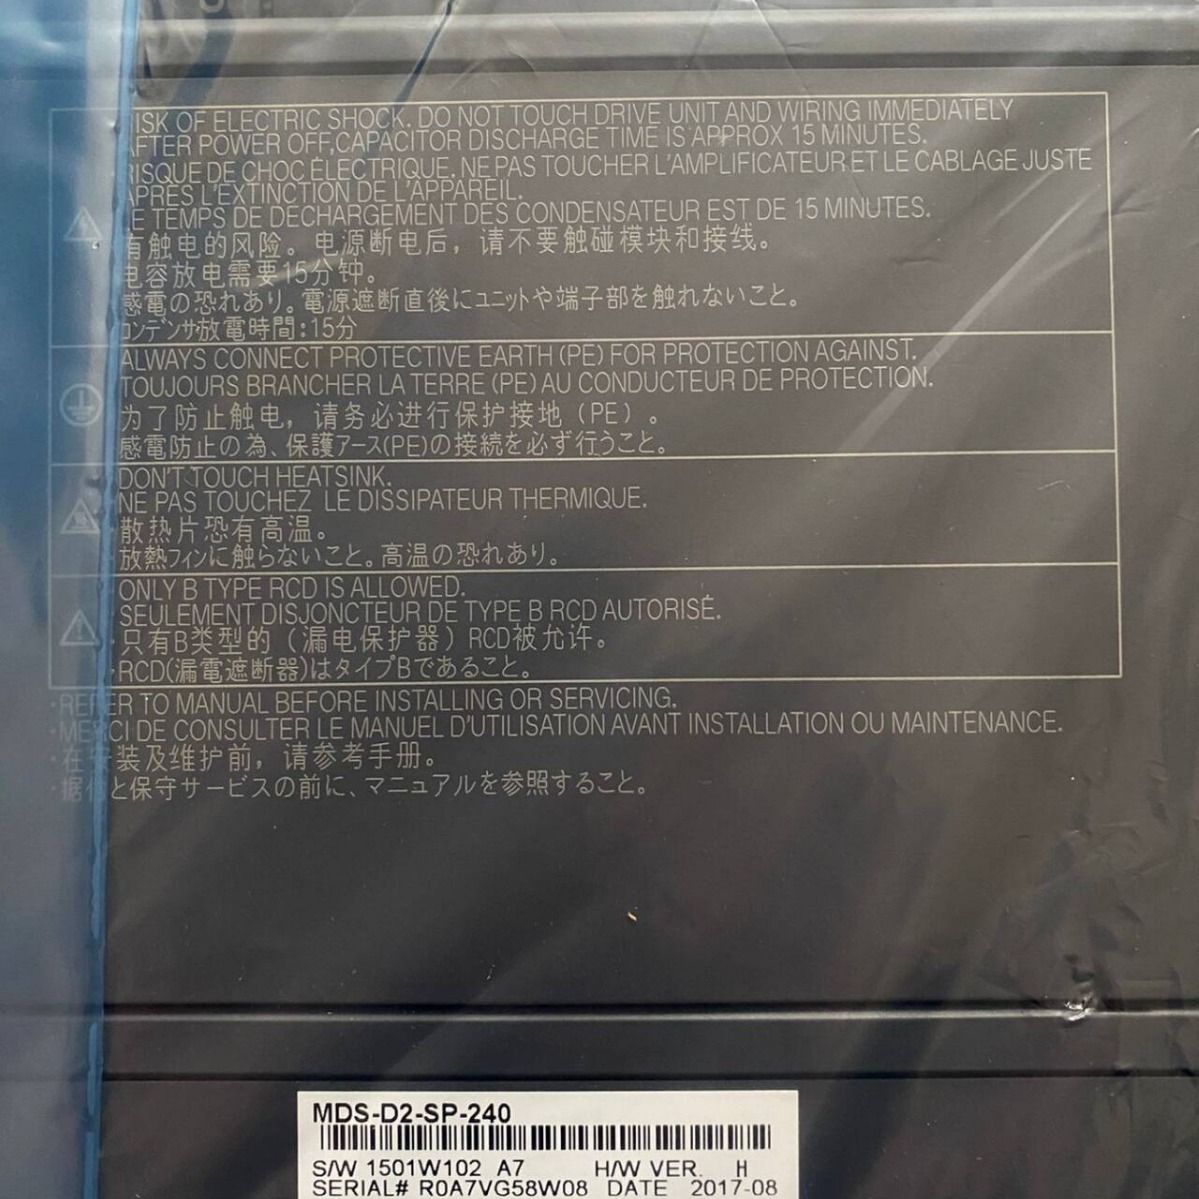 RISK OF ELECTRIC SHOCK. DO NOT TOUCH DRIVE UNIT AND WIRING IMMEDIATELY
AFTER POWER OFF,CAPACITOR DISCHARGE TIME IS APPROX 15 MINUTES.
RISQUE DE CHOC ÉLECTRIQUE. NE PAS TOUCHER L'AMPLIFICATEUR ET LE CABLAGE JUSTE
APRES L'EXTINCTION DE L'APPAREIL.
LE TEMPS DE DECHARGEMENT DES CONDENSATEUR EST DE 15 MINUTES.
有触电的风险。电源断电后，请不要触碰模块和接线。
电容放电需要15分钟。
感電の恐れあり。電源遮断直後にユニットや端子部を触れないこと。
コンデンサ放電時間:15分
ALWAYS CONNECT PROTECTIVE EARTH (PE) FOR PROTECTION AGAINST.
TOUJOURS BRANCHER LA TERRE (PE) AU CONDUCTEUR DE PROTECTION.
为了防止触电，请务必进行保护接地（PE）。
感電防止の為、保護アース(PE)の接続を必ず行うこと。
DON'T TOUCH HEATSINK.
NE PAS TOUCHEZ LE DISSIPATEUR THERMIQUE.
散热片恐有高温。
放熱フィンに触らないこと。高温の恐れあり。
ONLY B TYPE RCD IS ALLOWED.
SEULEMENT DISJONCTEUR DE TYPE B RCD AUTORISÉ.
·只有B类型的（漏电保护器）RCD被允许。
·RCD(漏電遮断器)はタイプBであること。
·REFER TO MANUAL BEFORE INSTALLING OR SERVICING.
·MERCI DE CONSULTER LE MANUEL D'UTILISATION AVANT INSTALLATION OU MAINTENANCE.
·在安装及维护前，请参考手册。
·据付と保守サービスの前に、マニュアルを参照すること。
MDS-D2-SP-240
S/W 1501W102 A7 H/W VER. H
SERIAL# R0A7VG58W08 DATE 2017-08